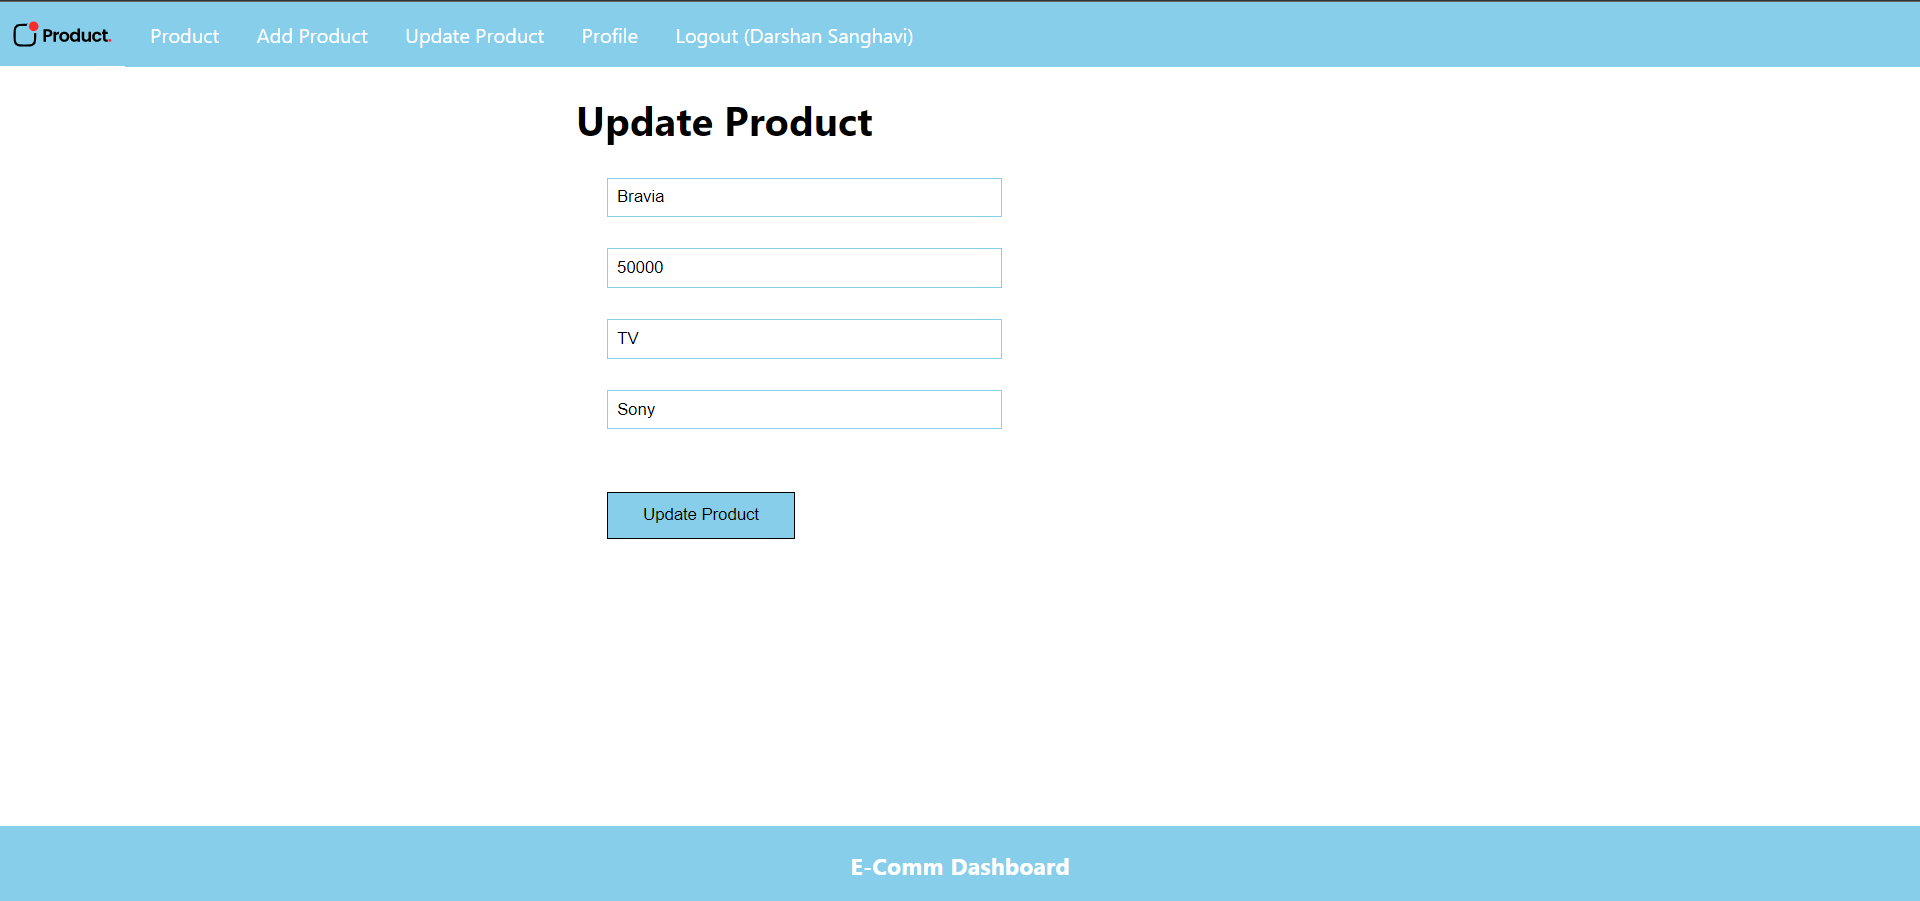 Product. Product Add Product Update Product Profile Logout (Darshan Sanghavi)
Update Product
Bravia
50000
TV
Sony
Update Product
E-Comm Dashboard